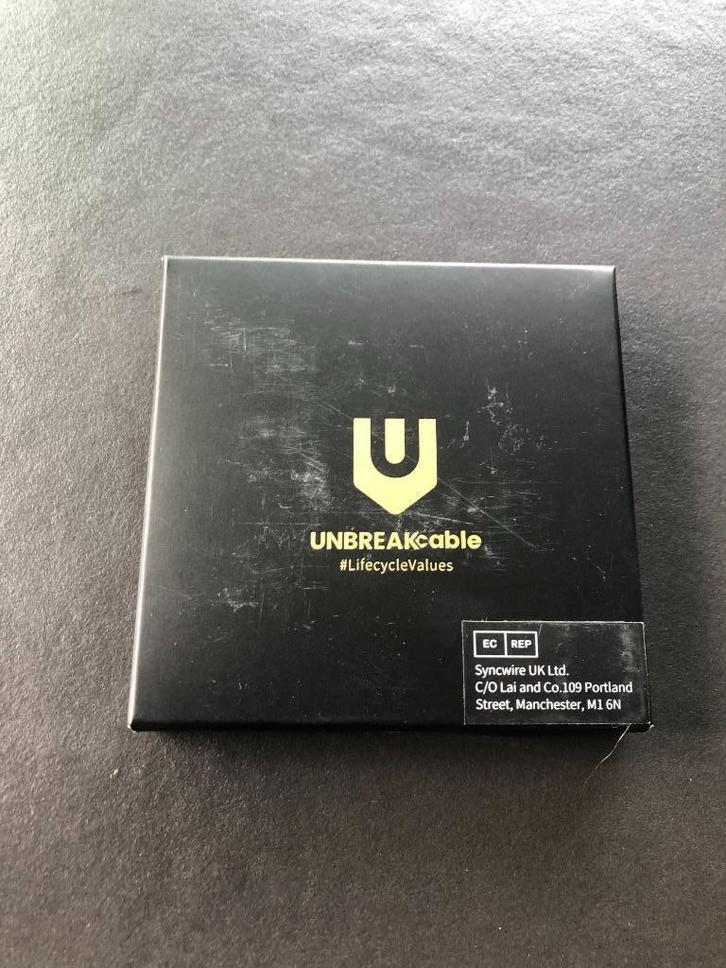 U
UNBREAKcable
#LifecycleValues
EC REP
Syncwire UK Ltd.
C/O Lai and Co.109 Portland
Street, Manchester, M1 6N